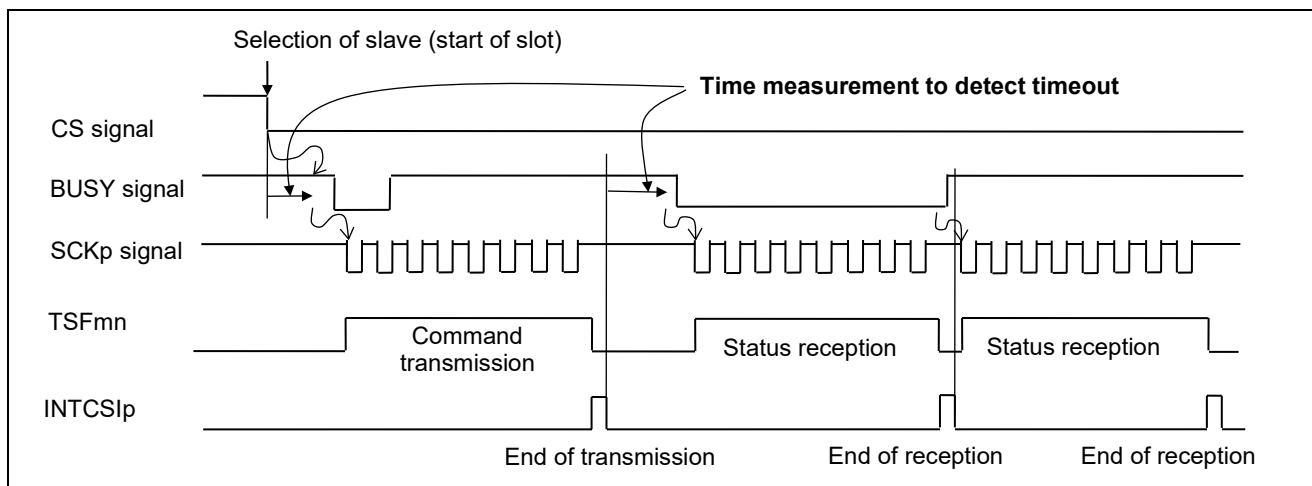 Selection of slave (start of slot)
Time measurement to detect timeout
CS signal
BUSY signal
SCKp signal
TSFmn
Command
transmission
Status reception
Status reception
INTCSIp
End of transmission
End of reception
End of reception